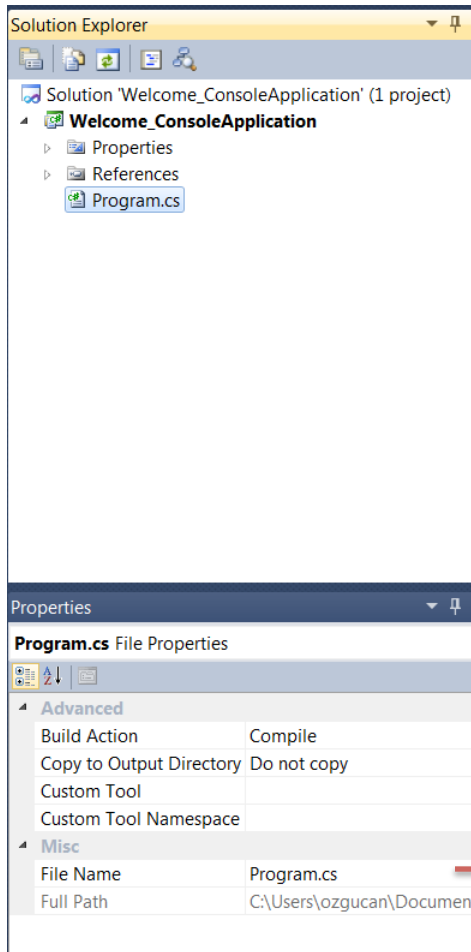 Solution Explorer
Solution 'Welcome_ConsoleApplication' (1 project)
Welcome_ConsoleApplication
Properties
References
Program.cs
Properties
Program.cs File Properties
Advanced
Build Action Compile
Copy to Output Directory Do not copy
Custom Tool
Custom Tool Namespace
Misc
File Name Program.cs
Full Path C:\Users\ozgucan\Documen